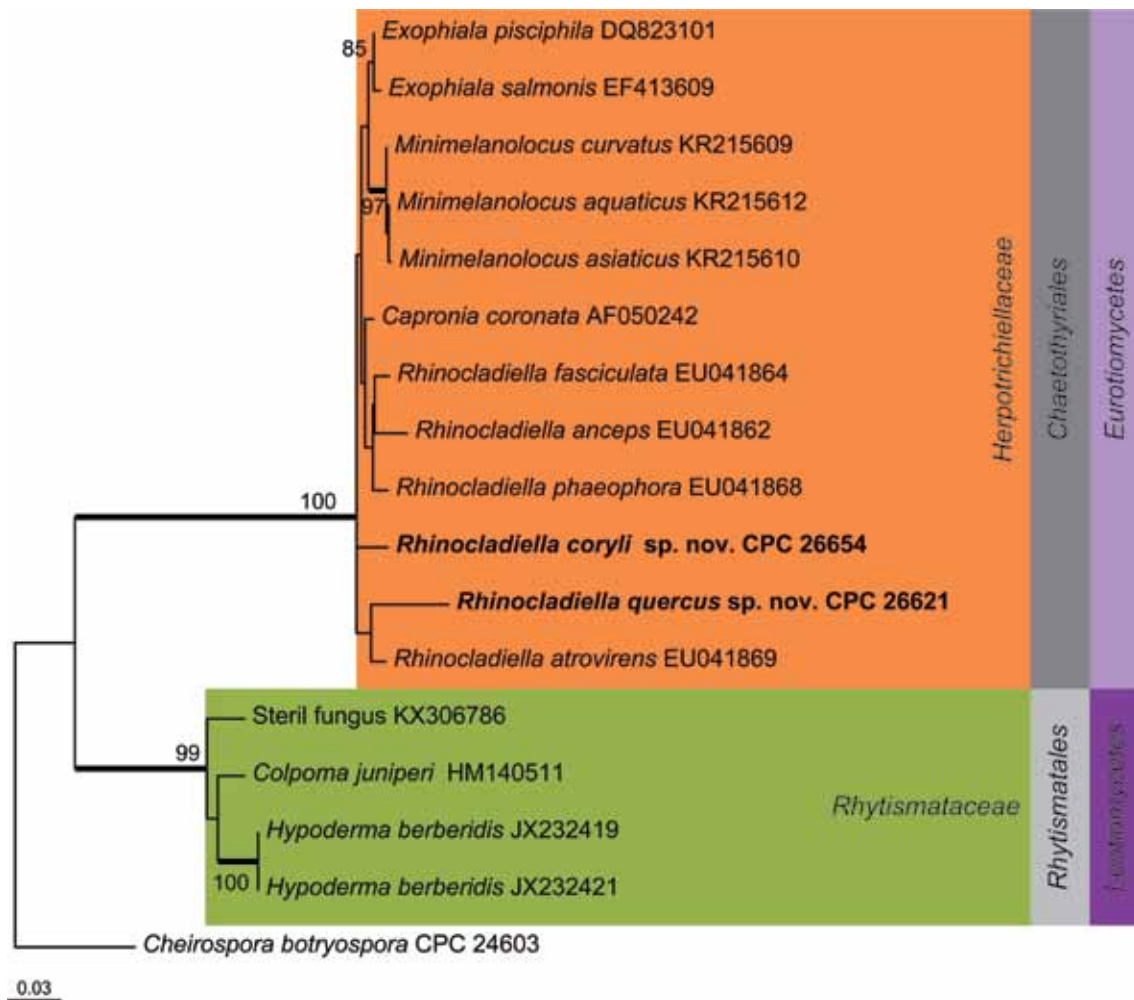 Exophiala pisciphila DQ823101
85
Exophiala salmonis EF413609
Minimelanolocus curvatus KR215609
Minimelanolocus aquaticus KR215612
97
Minimelanolocus asiaticus KR215610
Capronia coronata AF050242
Rhinocladiella fasciculata EU041864
Rhinocladiella anceps EU041862
Rhinocladiella phaeophora EU041868
100
Rhinocladiella coryli sp. nov. CPC 26654
Rhinocladiella quercus sp. nov. CPC 26621
Rhinocladiella atrovirens EU041869
Herpotrichiellaceae
Chaetothyriales
Eurotiomycetes
Steril fungus KX306786
99
Colpoma juniperi HM140511
Hypoderma berberidis JX232419
100
Hypoderma berberidis JX232421
Rhytismataceae
Rhytismatales
Leotiomycetes
Cheirospora botryospora CPC 24603
0.03